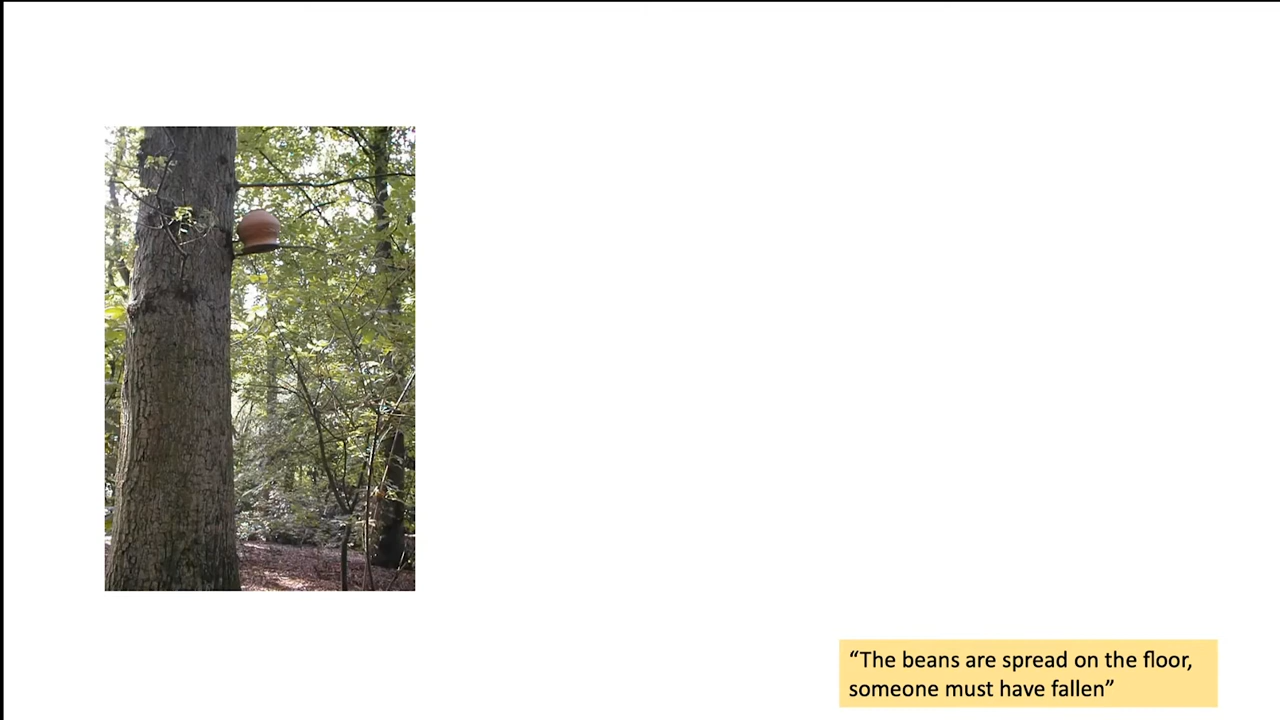 “The beans are spread on the floor,
someone must have fallen”